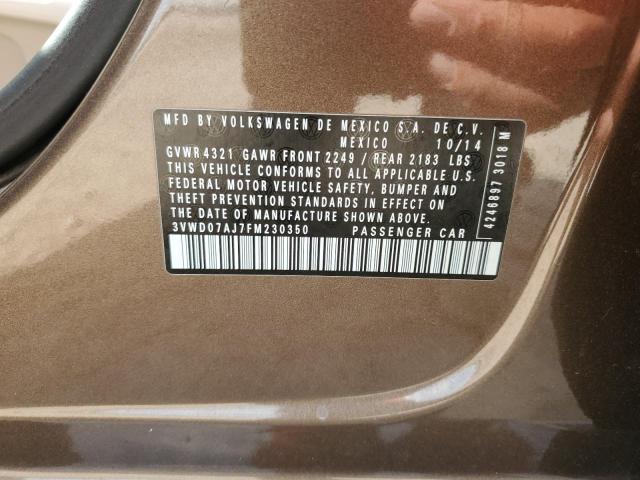 MFD BY VOLKSWAGEN DE MEXICO S.A. DE C.V.
MEXICO 10/14
GVWR 4321 GAWR FRONT 2249 / REAR 2183 LBS
THIS VEHICLE CONFORMS TO ALL APPLICABLE U.S.
FEDERAL MOTOR VEHICLE SAFETY, BUMPER AND
THEFT PREVENTION STANDARDS IN EFFECT ON
THE DATE OF MANUFACTURE SHOWN ABOVE.
3VWD07AJ7FM230350 PASSENGER CAR
4246897 3018 M